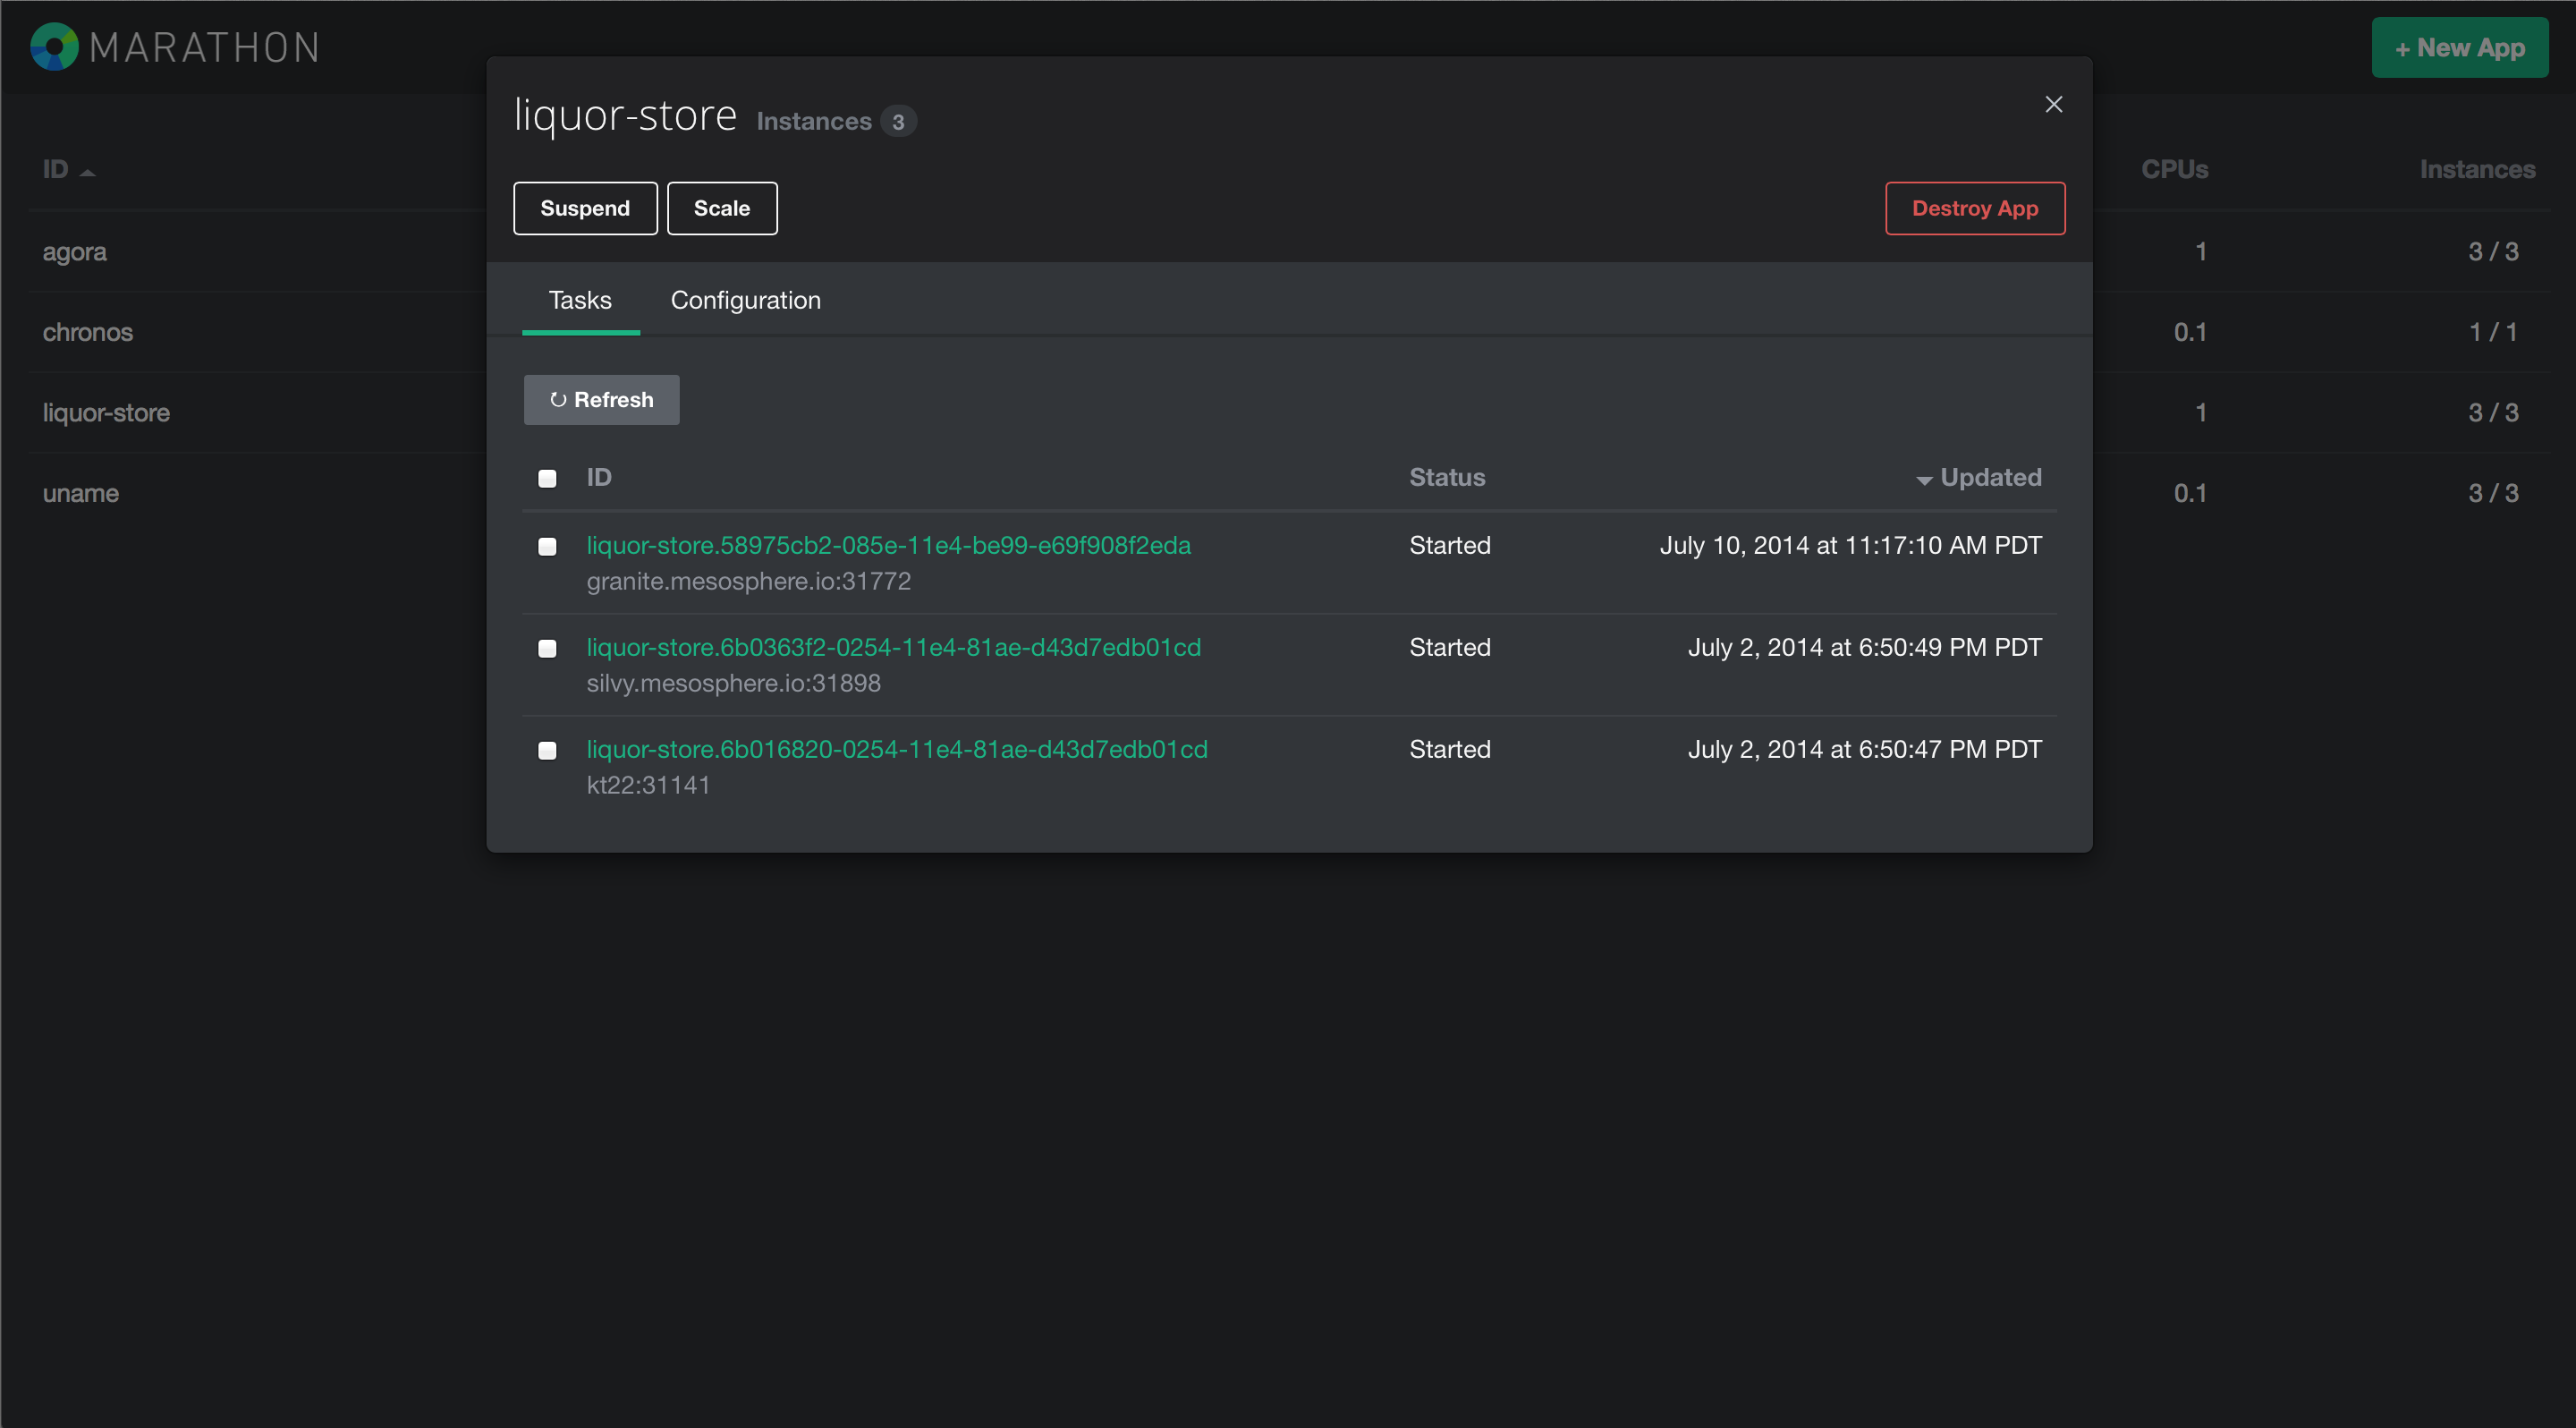 MARATHON
+ New App
liquor-store Instances 3
Suspend Scale Destroy App
Tasks Configuration
Refresh
ID Status Updated
liquor-store.58975cb2-085e-11e4-be99-e69f908f2eda Started July 10, 2014 at 11:17:10 AM PDT
granite.mesosphere.io:31772
liquor-store.6b0363f2-0254-11e4-81ae-d43d7edb01cd Started July 2, 2014 at 6:50:49 PM PDT
silvy.mesosphere.io:31898
liquor-store.6b016820-0254-11e4-81ae-d43d7edb01cd Started July 2, 2014 at 6:50:47 PM PDT
kt22:31141
ID CPUs Instances
agora 1 3 / 3
chronos 0.1 1 / 1
liquor-store 1 3 / 3
uname 0.1 3 / 3